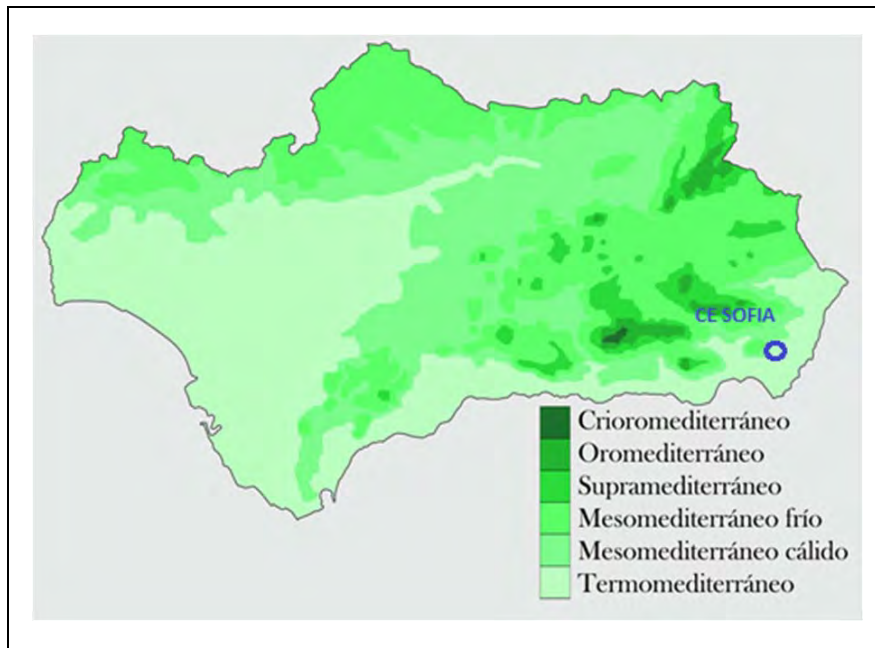 CE SOFIA
Crioromediterráneo
Oromediterráneo
Supramediterráneo
Mesomediterráneo frío
Mesomediterráneo cálido
Termomediterráneo